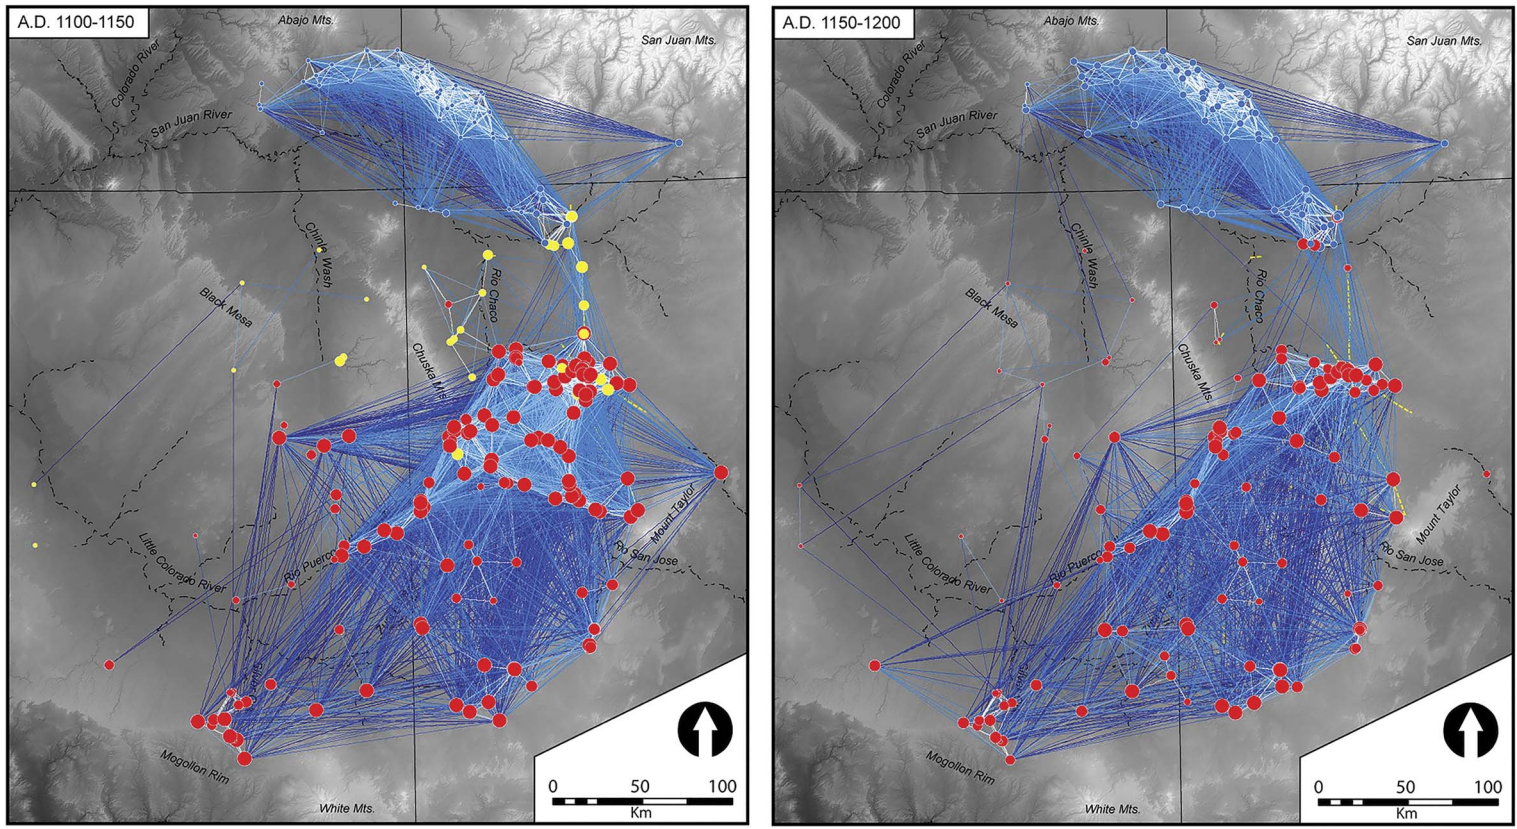 A.D. 1100-1150
Abajo Mts.
San Juan Mts.
Colorado River
San Juan River
Chinle Wash
Rio Chaco
Black Mesa
Chuska Mts.
Mount Taylor
Little Colorado River
Rio Puerco
Rio San Jose
Mogollon Rim
White Mts.
0 50 100
Km
A.D. 1150-1200
Abajo Mts.
San Juan Mts.
Colorado River
San Juan River
Chinle Wash
Rio Chaco
Black Mesa
Chuska Mts.
Mount Taylor
Little Colorado River
Rio Puerco
Rio San Jose
Mogollon Rim
White Mts.
0 50 100
Km